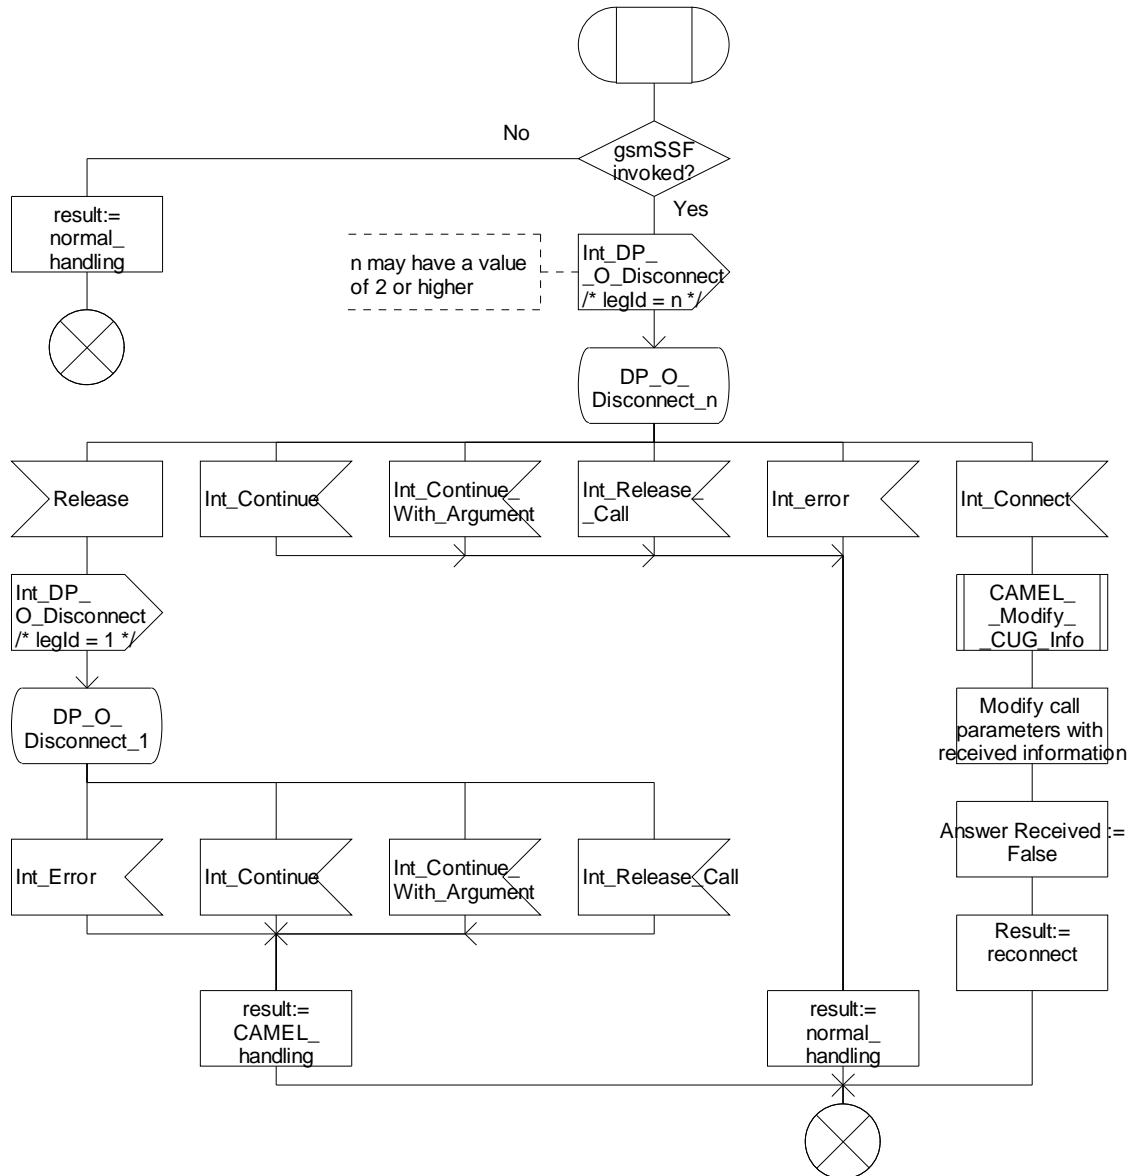 No
gsmSSF
invoked?
Yes
result:=
normal_
handling
n may have a value
of 2 or higher
Int_DP_
_O_Disconnect
/* legId = n */
DP_O_
Disconnect_n
Release
Int_Continue
Int_Continue_
With_Argument
Int_Release_
_Call
Int_error
Int_Connect
Int_DP_
O_Disconnect
/* legId = 1 */
CAMEL_
_Modify_
_CUG_Info
DP_O_
Disconnect_1
Modify call
parameters with
received information
Answer Received :=
False
Int_Error
Int_Continue
Int_Continue_
With_Argument
Int_Release_Call
Result:=
reconnect
result:=
CAMEL_
handling
result:=
normal_
handling